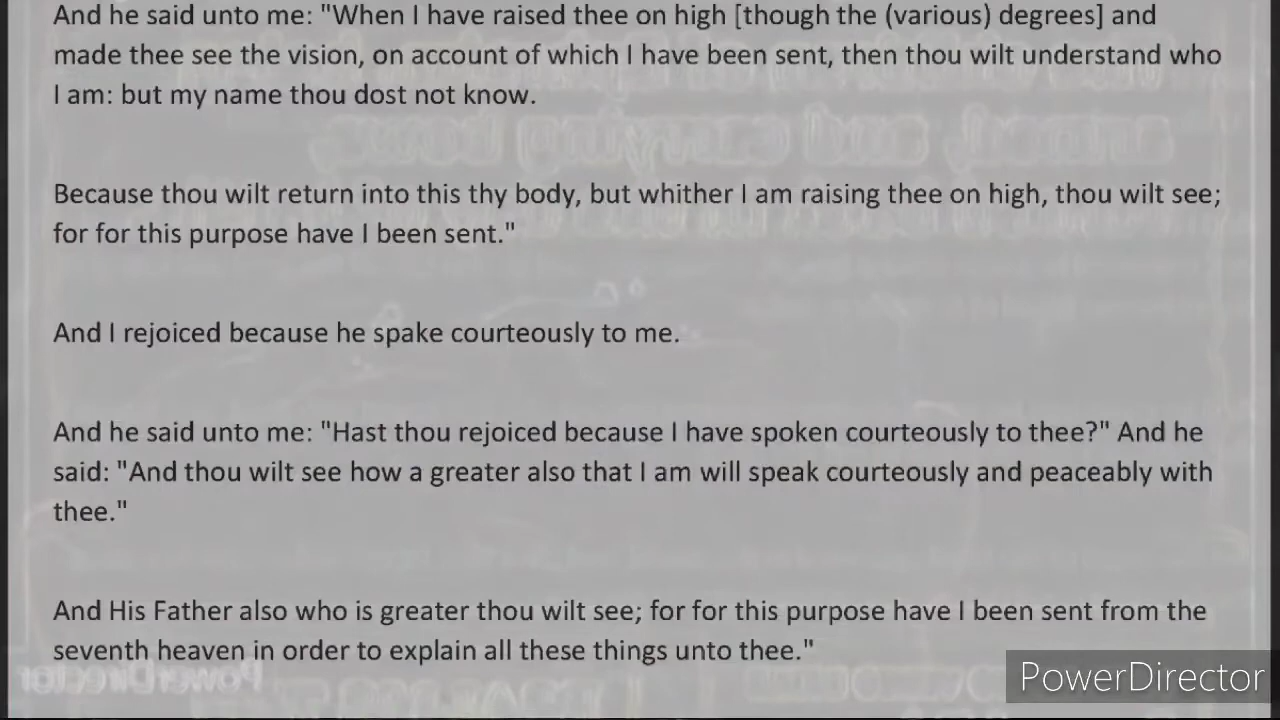 And he said unto me: "When I have raised thee on high [though the (various) degrees] and
made thee see the vision, on account of which I have been sent, then thou wilt understand who
I am: but my name thou dost not know.
Because thou wilt return into this thy body, but whither I am raising thee on high, thou wilt see;
for for this purpose have I been sent."
And I rejoiced because he spake courteously to me.
And he said unto me: "Hast thou rejoiced because I have spoken courteously to thee?" And he
said: "And thou wilt see how a greater also that I am will speak courteously and peaceably with
thee."
And His Father also who is greater thou wilt see; for for this purpose have I been sent from the
seventh heaven in order to explain all these things unto thee."
PowerDirector